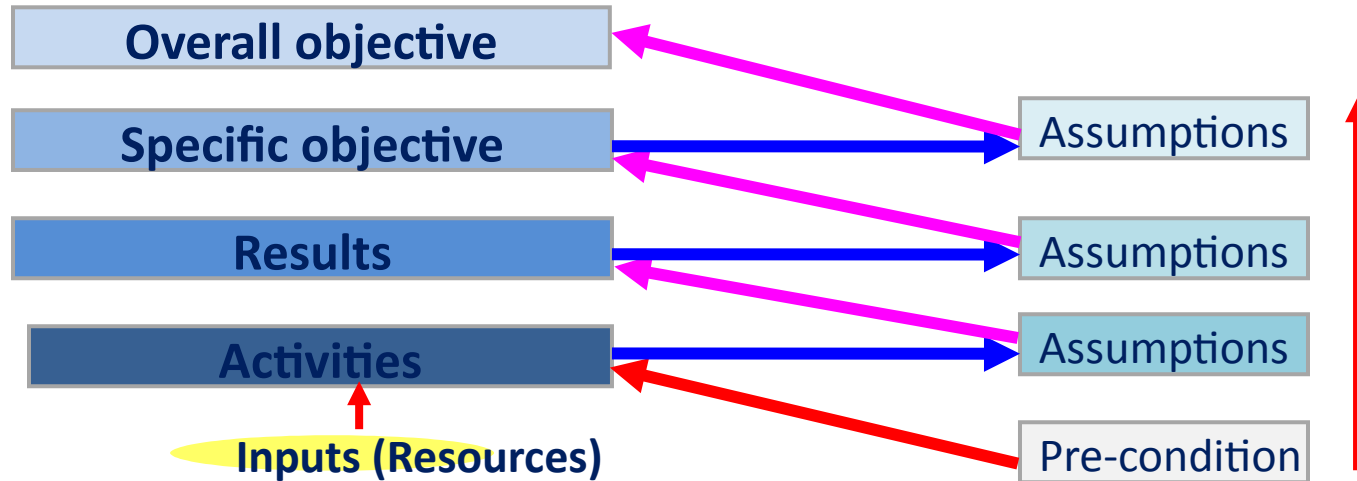 Overall objective
Specific objective
Assumptions
Results
Assumptions
Activities
Assumptions
Inputs (Resources)
Pre-condition